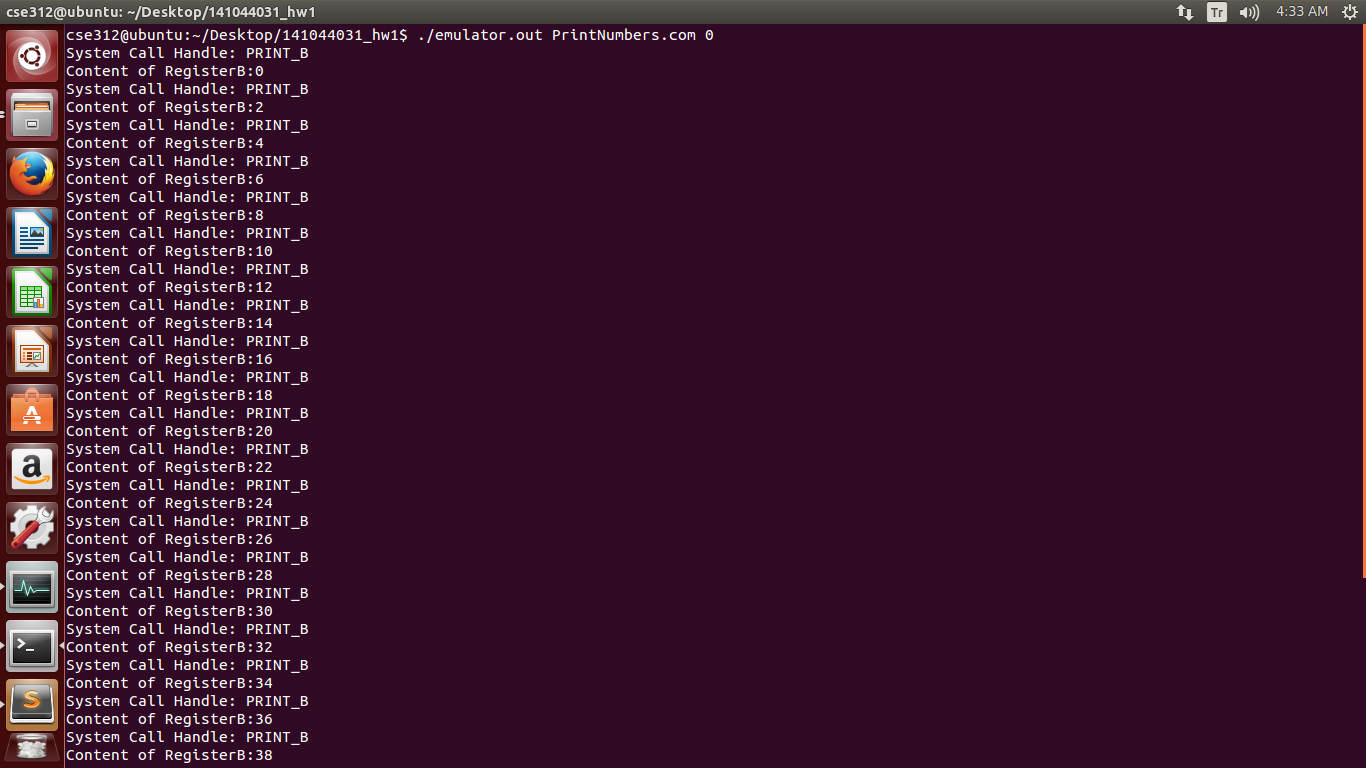 cse312@ubuntu: ~/Desktop/141044031_hw1
Tr
4:33 AM
cse312@ubuntu:~/Desktop/141044031_hw1$ ./emulator.out PrintNumbers.com 0
System Call Handle: PRINT_B
Content of RegisterB:0
System Call Handle: PRINT_B
Content of RegisterB:2
System Call Handle: PRINT_B
Content of RegisterB:4
System Call Handle: PRINT_B
Content of RegisterB:6
System Call Handle: PRINT_B
Content of RegisterB:8
System Call Handle: PRINT_B
Content of RegisterB:10
System Call Handle: PRINT_B
Content of RegisterB:12
System Call Handle: PRINT_B
Content of RegisterB:14
System Call Handle: PRINT_B
Content of RegisterB:16
System Call Handle: PRINT_B
Content of RegisterB:18
System Call Handle: PRINT_B
Content of RegisterB:20
System Call Handle: PRINT_B
Content of RegisterB:22
System Call Handle: PRINT_B
Content of RegisterB:24
System Call Handle: PRINT_B
Content of RegisterB:26
System Call Handle: PRINT_B
Content of RegisterB:28
System Call Handle: PRINT_B
Content of RegisterB:30
System Call Handle: PRINT_B
Content of RegisterB:32
System Call Handle: PRINT_B
Content of RegisterB:34
System Call Handle: PRINT_B
Content of RegisterB:36
System Call Handle: PRINT_B
Content of RegisterB:38